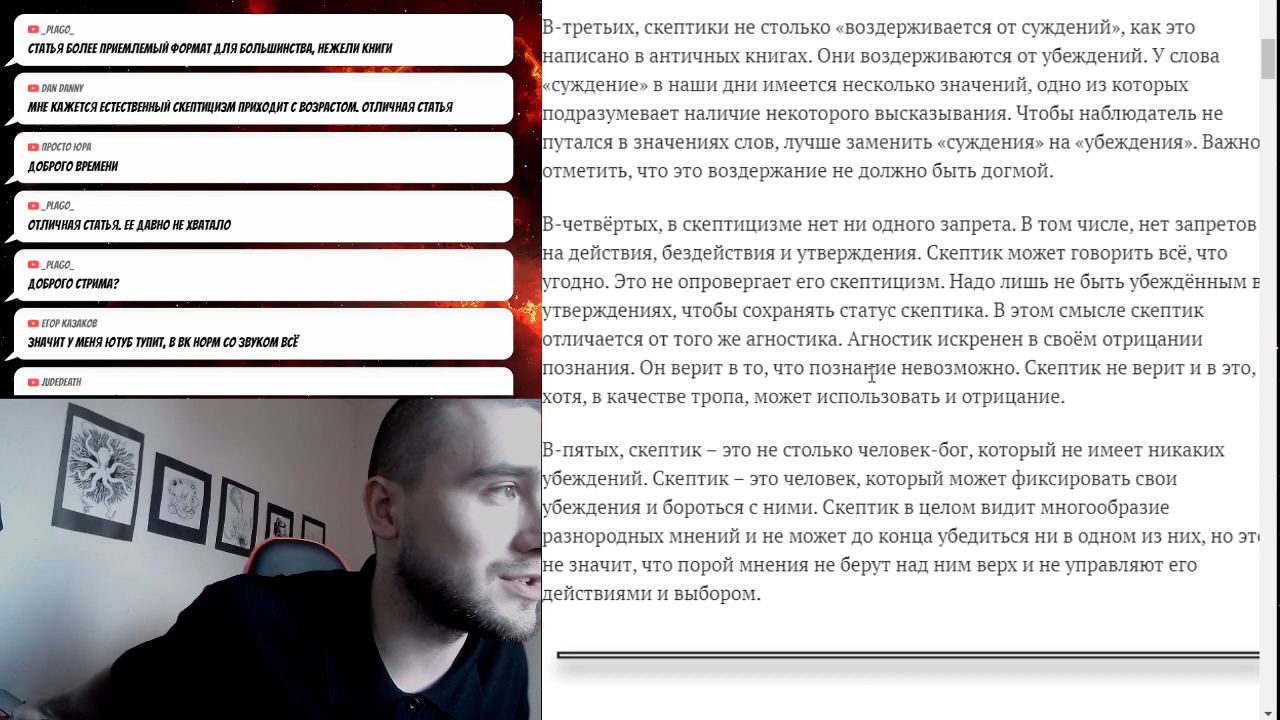 _PLAGO_
СТАТЬЯ БОЛЕЕ ПРИЕМЛЕМЫЙ ФОРМАТ ДЛЯ БОЛЬШИНСТВА, НЕЖЕЛИ КНИГИ
DAN DANNY
МНЕ КАЖЕТСЯ ЕСТЕСТВЕННЫЙ СКЕПТИЦИЗМ ПРИХОДИТ С ВОЗРАСТОМ. ОТЛИЧНАЯ СТАТЬЯ
ПРОСТО ЮРА
ДОБРОГО ВРЕМЕНИ
_PLAGO_
ОТЛИЧНАЯ СТАТЬЯ. ЕЕ ДАВНО НЕ ХВАТАЛО
_PLAGO_
ДОБРОГО СТРИМА?
ЕГОР КАЗАКОВ
ЗНАЧИТ У МЕНЯ ЮТУБ ТУПИТ, В ВК НОРМ СО ЗВУКОМ ВСЁ
JUDEDEATH
В-третьих, скептики не столько «воздерживается от суждений», как это
написано в античных книгах. Они воздерживаются от убеждений. У слова
«суждение» в наши дни имеется несколько значений, одно из которых
подразумевает наличие некоторого высказывания. Чтобы наблюдатель не
путался в значениях слов, лучше заменить «суждения» на «убеждения». Важно
отметить, что это воздержание не должно быть догмой.
В-четвёртых, в скептицизме нет ни одного запрета. В том числе, нет запретов
на действия, бездействия и утверждения. Скептик может говорить всё, что
угодно. Это не опровергает его скептицизм. Надо лишь не быть убеждённым в
утверждениях, чтобы сохранять статус скептика. В этом смысле скептик
отличается от того же агностика. Агностик искренен в своём отрицании
познания. Он верит в то, что познание невозможно. Скептик не верит и в это,
хотя, в качестве тропа, может использовать и отрицание.
В-пятых, скептик – это не столько человек-бог, который не имеет никаких
убеждений. Скептик – это человек, который может фиксировать свои
убеждения и бороться с ними. Скептик в целом видит многообразие
разнородных мнений и не может до конца убедиться ни в одном из них, но это
не значит, что порой мнения не берут над ним верх и не управляют его
действиями и выбором.